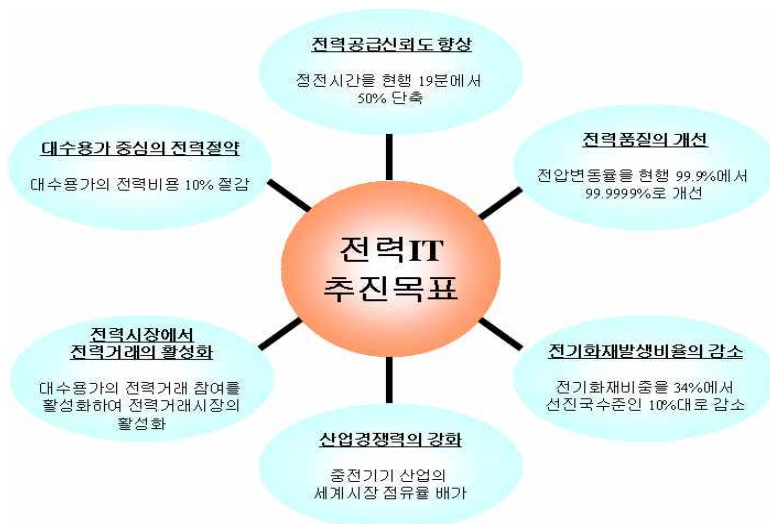 전력공급신뢰도 향상
정전시간을 현행 19분에서
50% 단축
대수용가 중심의 전력절약
대수용가의 전력비용 10% 절감
전력품질의 개선
전압변동율을 현행 99.9%에서
99.9999%로 개선
전력IT
추진목표
전력시장에서
전력거래의 활성화
대수용가의 전력거래 참여를
활성화하여 전력거래시장의
활성화
전기화재발생비율의 감소
전기화재비중을 34%에서
선진국수준인 10%대로 감소
산업경쟁력의 강화
중전기기 산업의
세계시장 점유율 배가